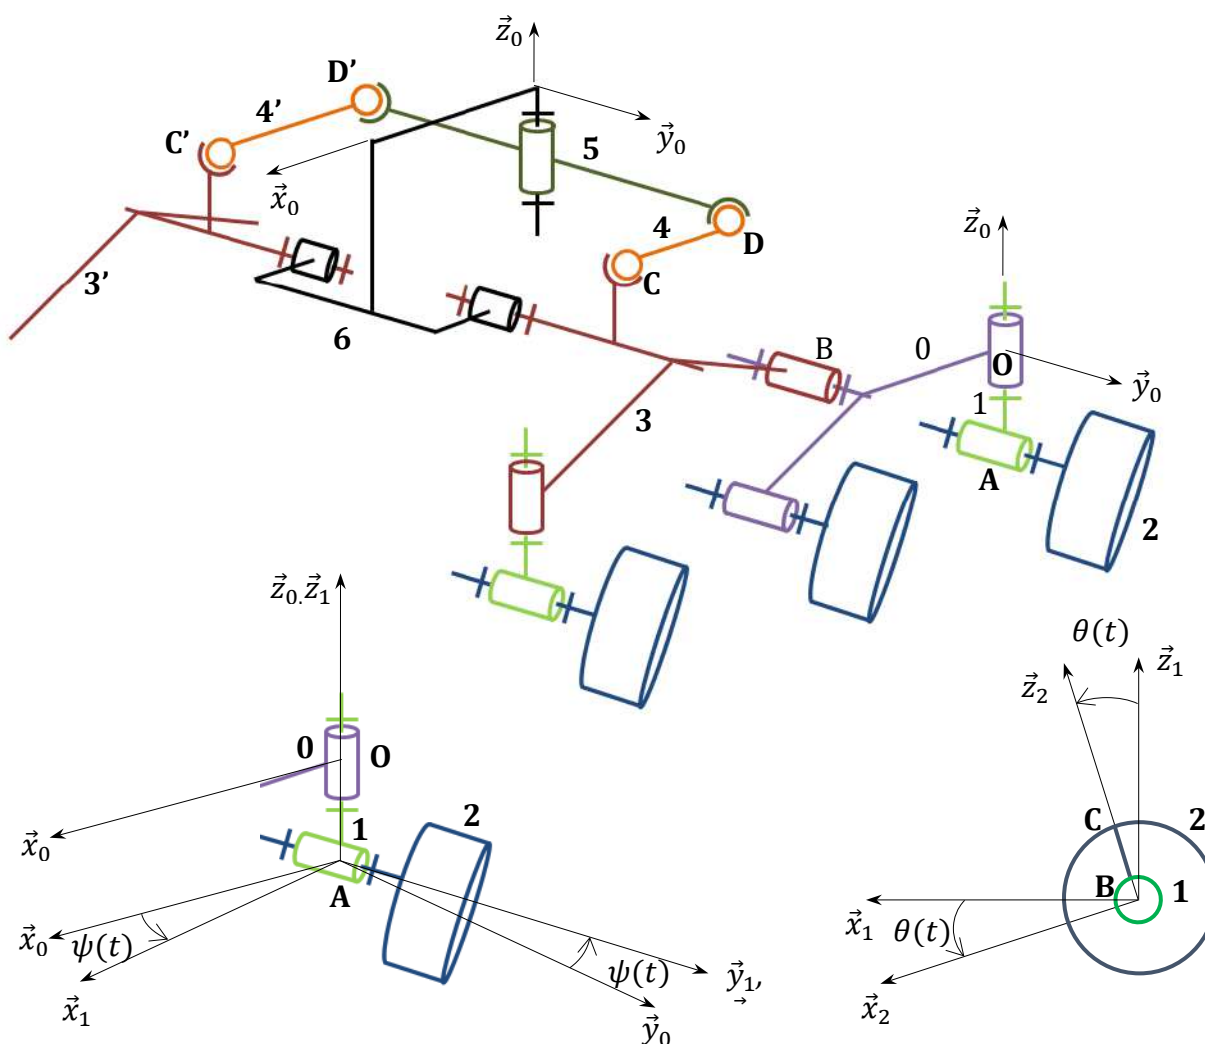 z⃗₀
D'
4'
C'
5
y⃗₀
x⃗₀
4
D
z⃗₀
C
3'
6
B
0
O
y⃗₀
1
3
A
2
z⃗₀.z⃗₁
θ(t)
z⃗₁
z⃗₂
0
O
2
1
C
2
x⃗₀
A
B
1
x⃗₁
θ(t)
x⃗₀
ψ(t)
ψ(t)
y⃗₁,
x⃗₁
y⃗₀
x⃗₂